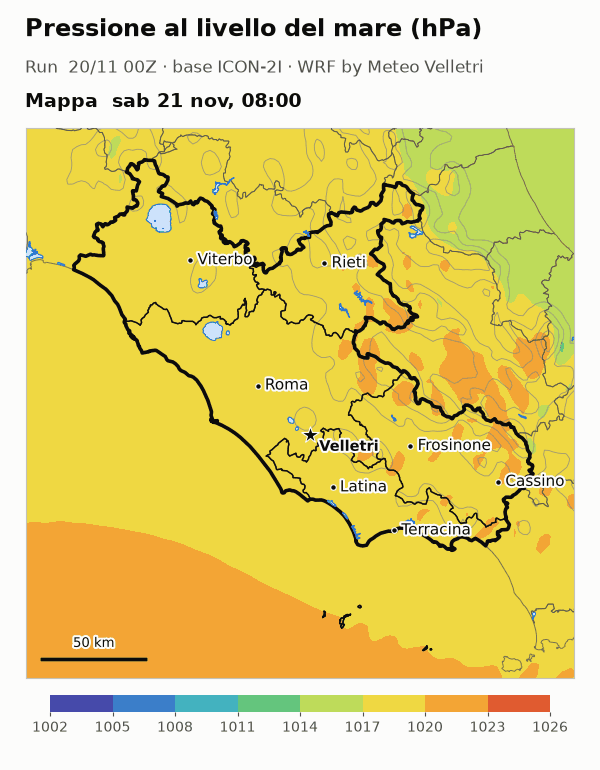 Pressione al livello del mare (hPa)
Run 20/11 00Z · base ICON-2I · WRF by Meteo Velletri
Mappa sab 21 nov, 08:00
Viterbo
Rieti
Roma
Velletri
Frosinone
Cassino
Latina
Terracina
50 km
1002 1005 1008 1011 1014 1017 1020 1023 1026